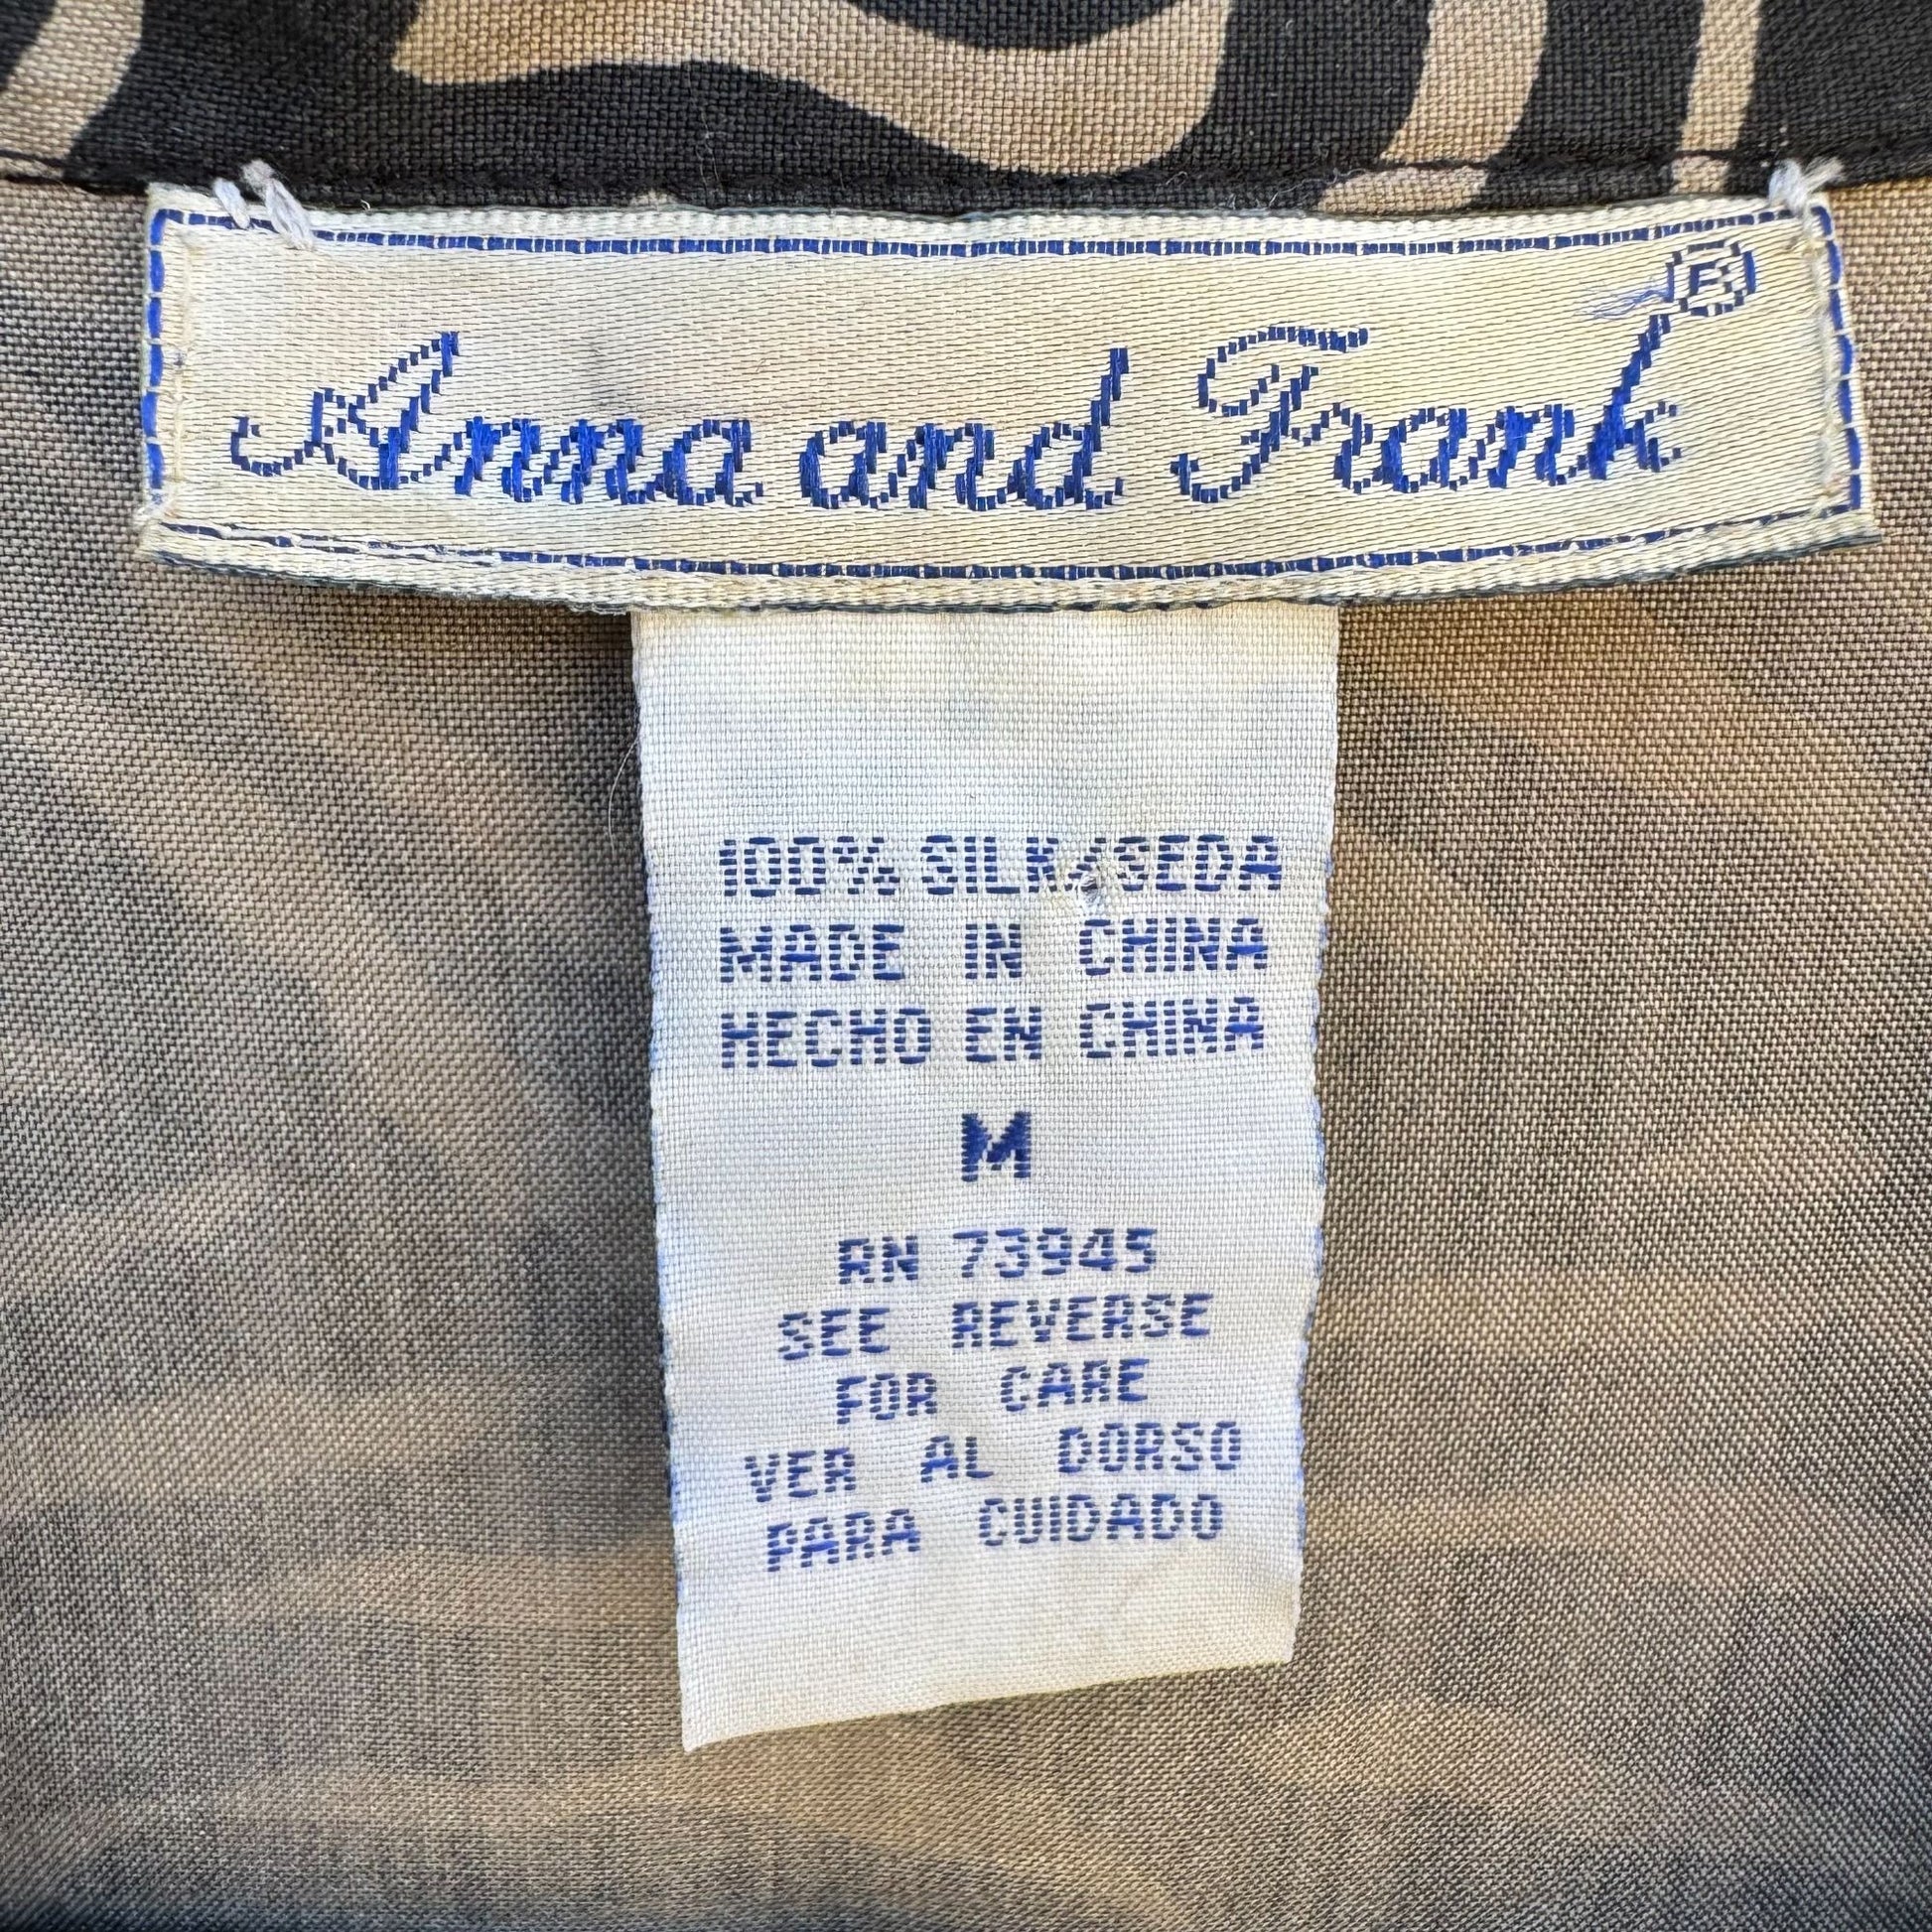 Anna and Frank®
100% SILK/SEDA
MADE IN CHINA
HECHO EN CHINA
M
RN 73945
SEE REVERSE
FOR CARE
VER AL DORSO
PARA CUIDADO